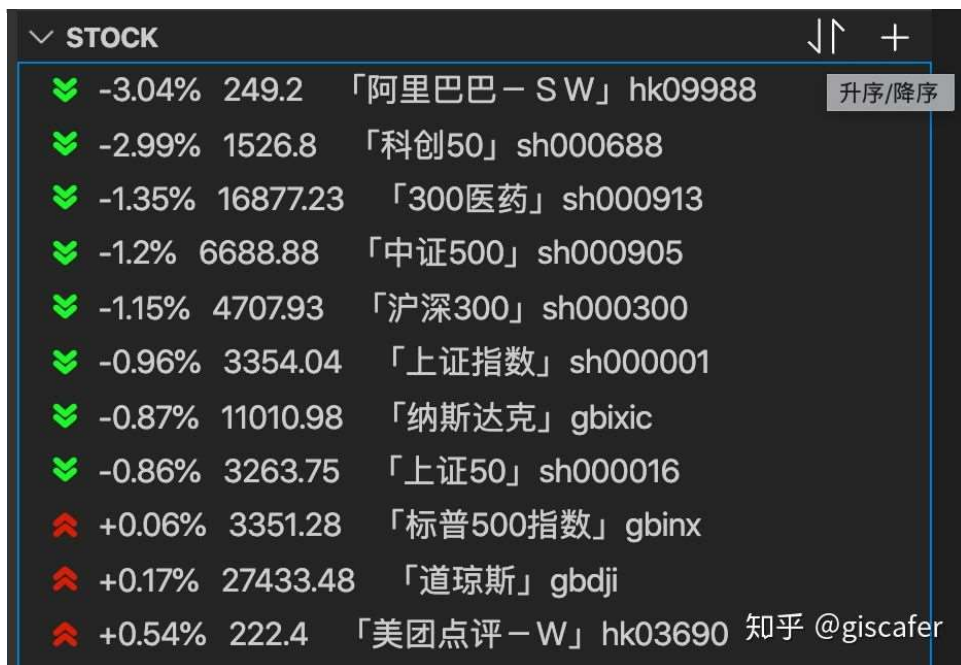 STOCK
-3.04% 249.2 「阿里巴巴－ＳＷ」hk09988
升序/降序
-2.99% 1526.8 「科创50」sh000688
-1.35% 16877.23 「300医药」sh000913
-1.2% 6688.88 「中证500」sh000905
-1.15% 4707.93 「沪深300」sh000300
-0.96% 3354.04 「上证指数」sh000001
-0.87% 11010.98 「纳斯达克」gbixic
-0.86% 3263.75 「上证50」sh000016
+0.06% 3351.28 「标普500指数」gbinx
+0.17% 27433.48 「道琼斯」gbdji
+0.54% 222.4 「美团点评－W」hk03690
知乎 @giscafer